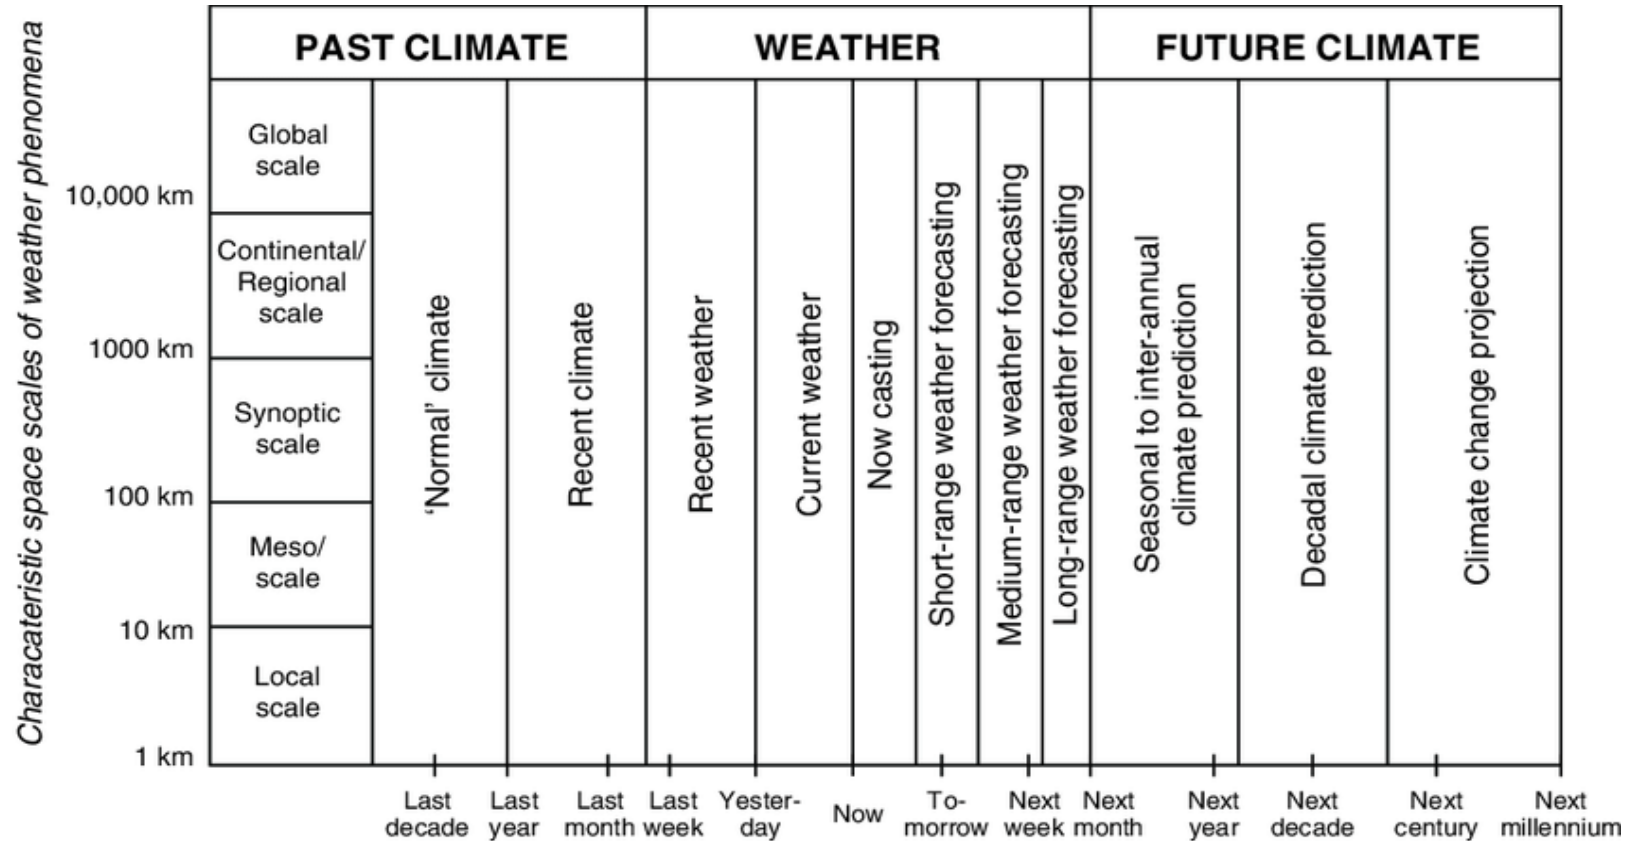 Characateristic space scales of weather phenomena
PAST CLIMATE
WEATHER
FUTURE CLIMATE
Global
scale
10,000 km
Continental/
Regional
scale
1000 km
Synoptic
scale
100 km
Meso/
scale
10 km
Local
scale
1 km
‘Normal’ climate
Recent climate
Recent weather
Current weather
Now casting
Short-range weather forecasting
Medium-range weather forecasting
Long-range weather forecasting
Seasonal to inter-annual
climate prediction
Decadal climate prediction
Climate change projection
Last
decade
Last
year
Last
month
Last
week
Yester-
day
Now
To-
morrow
Next
week
Next
month
Next
year
Next
decade
Next
century
Next
millennium